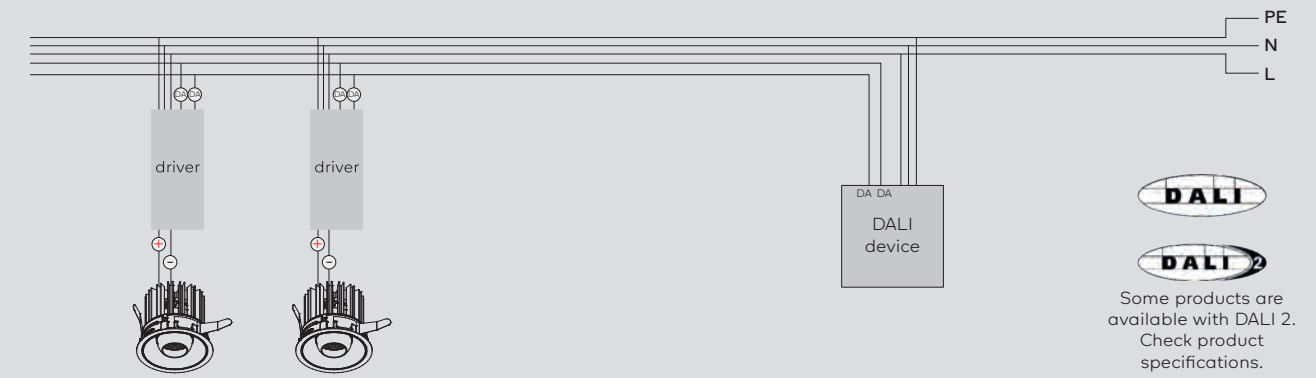 PE
N
L
DA DA
DA DA
driver
driver
DA DA
DALI
device
+
+
-
-
DALI
DALI 2
Some products are
available with DALI 2.
Check product
specifications.